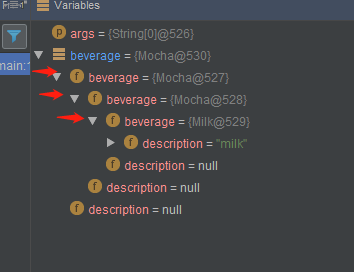 Variables
args = {String[0]@526}
main:
beverage = {Mocha@530}
beverage = {Mocha@527}
beverage = {Mocha@528}
beverage = {Milk@529}
description = "milk"
description = null
description = null
description = null